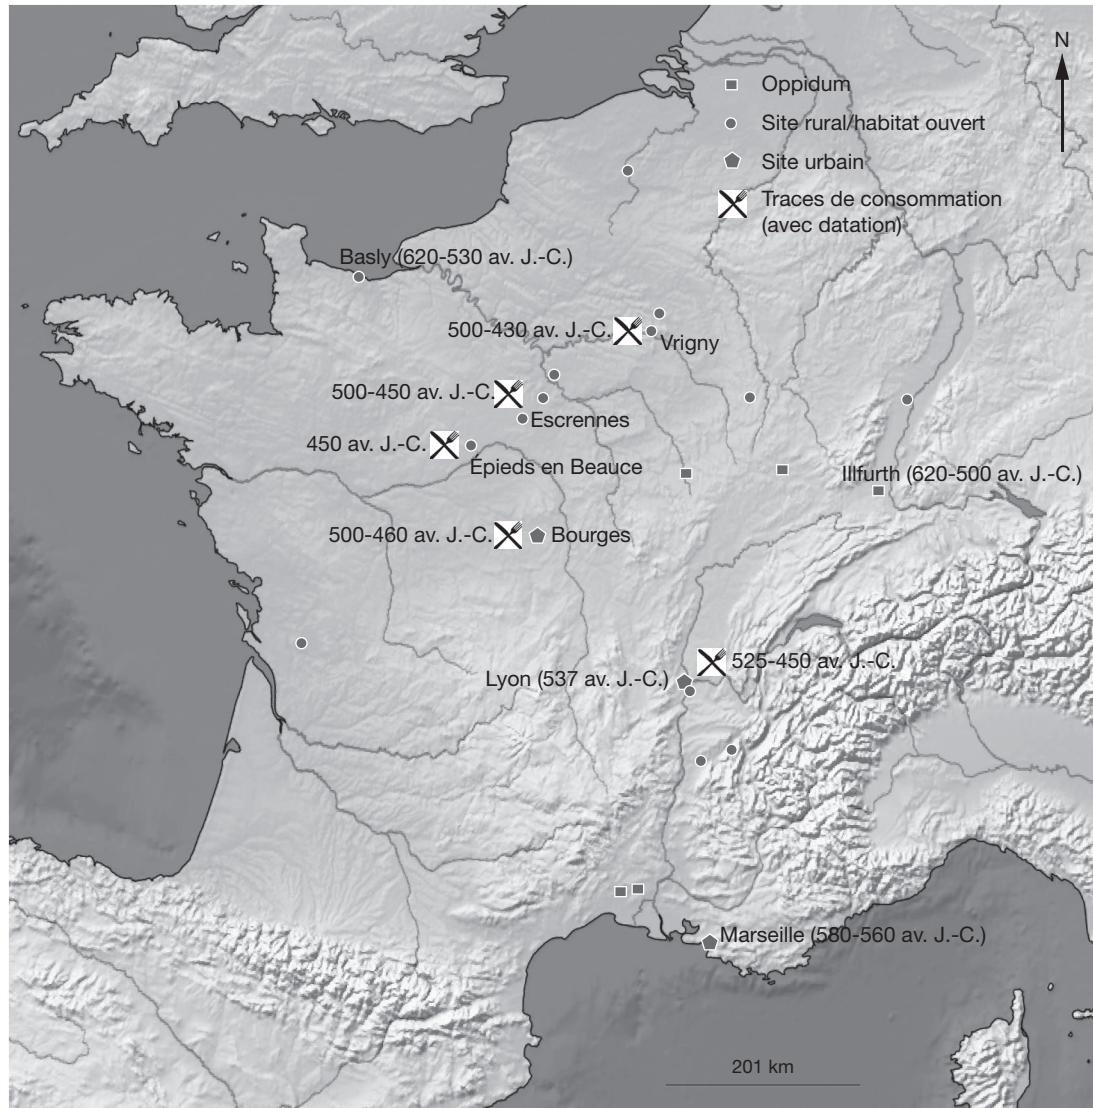 N
Oppidum
Site rural/habitat ouvert
Site urbain
Traces de consommation
(avec datation)
Basly (620-530 av. J.-C.)
500-430 av. J.-C.
Vrigny
500-450 av. J.-C.
Escrennes
450 av. J.-C.
Épieds en Beauce
Illfurth (620-500 av. J.-C.)
500-460 av. J.-C.
Bourges
525-450 av. J.-C.
Lyon (537 av. J.-C.)
Marseille (580-560 av. J.-C.)
201 km